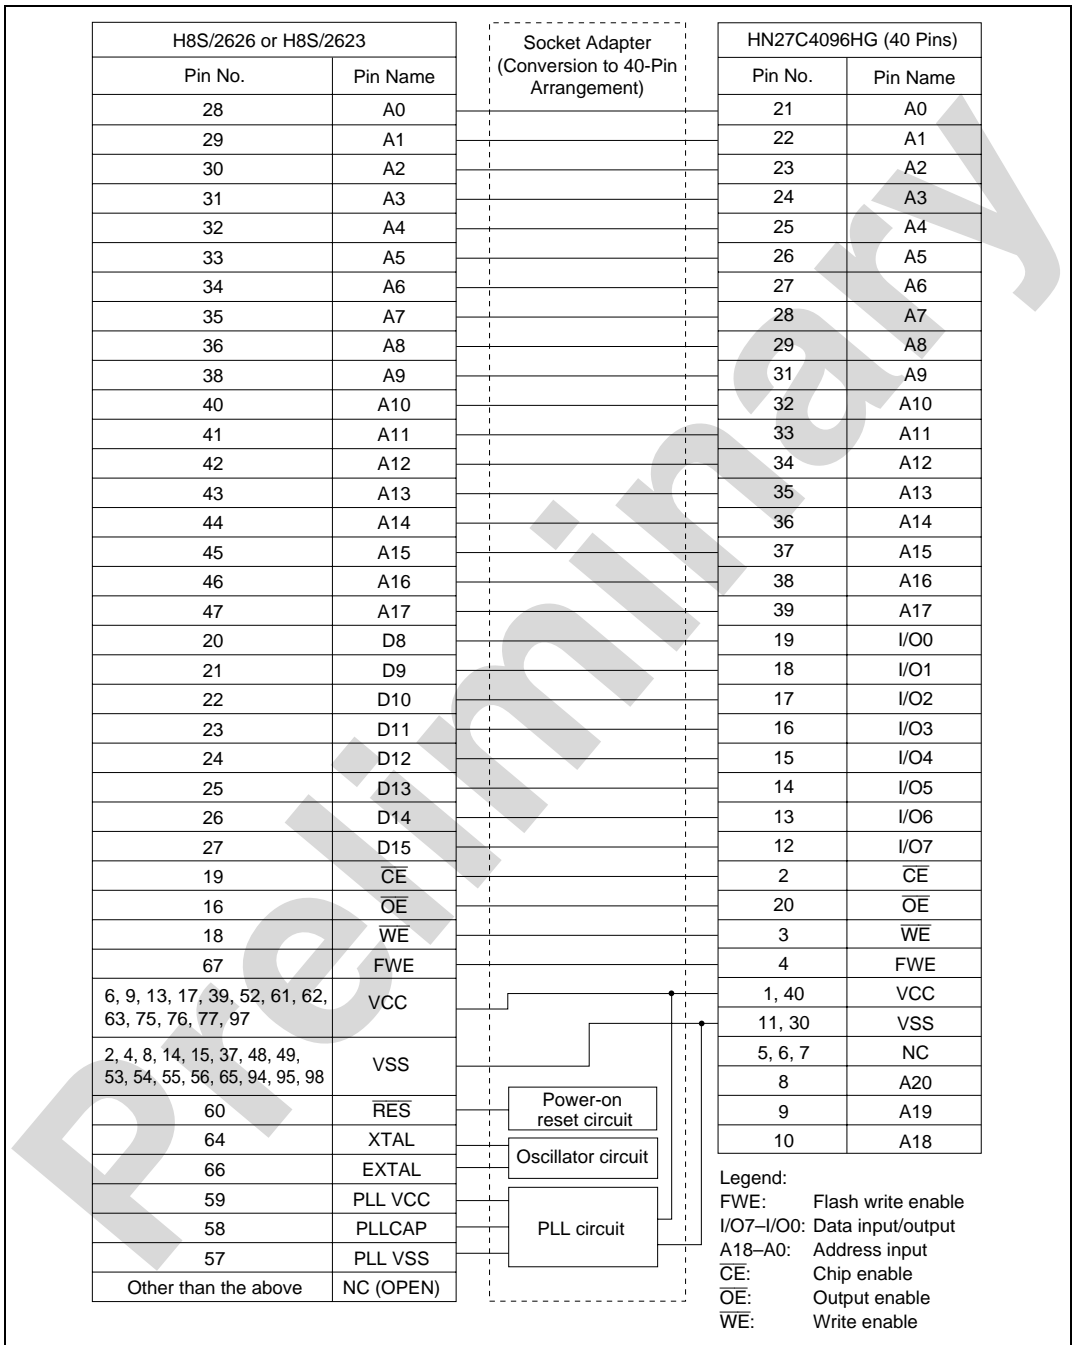 H8S/2626 or H8S/2623
Pin No. Pin Name
28 A0
29 A1
30 A2
31 A3
32 A4
33 A5
34 A6
35 A7
36 A8
38 A9
40 A10
41 A11
42 A12
43 A13
44 A14
45 A15
46 A16
47 A17
20 D8
21 D9
22 D10
23 D11
24 D12
25 D13
26 D14
27 D15
19 CE
16 OE
18 WE
67 FWE
6, 9, 13, 17, 39, 52, 61, 62,
63, 75, 76, 77, 97
VCC
2, 4, 8, 14, 15, 37, 48, 49,
53, 54, 55, 56, 65, 94, 95, 98
VSS
60 RES
64 XTAL
66 EXTAL
59 PLL VCC
58 PLLCAP
57 PLL VSS
Other than the above NC (OPEN)
Socket Adapter
(Conversion to 40-Pin
Arrangement)
Power-on
reset circuit
Oscillator circuit
PLL circuit
HN27C4096HG (40 Pins)
Pin No. Pin Name
21 A0
22 A1
23 A2
24 A3
25 A4
26 A5
27 A6
28 A7
29 A8
31 A9
32 A10
33 A11
34 A12
35 A13
36 A14
37 A15
38 A16
39 A17
19 I/O0
18 I/O1
17 I/O2
16 I/O3
15 I/O4
14 I/O5
13 I/O6
12 I/O7
2 CE
20 OE
3 WE
4 FWE
1, 40 VCC
11, 30 VSS
5, 6, 7 NC
8 A20
9 A19
10 A18
Legend:
FWE: Flash write enable
I/O7–I/O0: Data input/output
A18–A0: Address input
CE: Chip enable
OE: Output enable
WE: Write enable
Preliminary